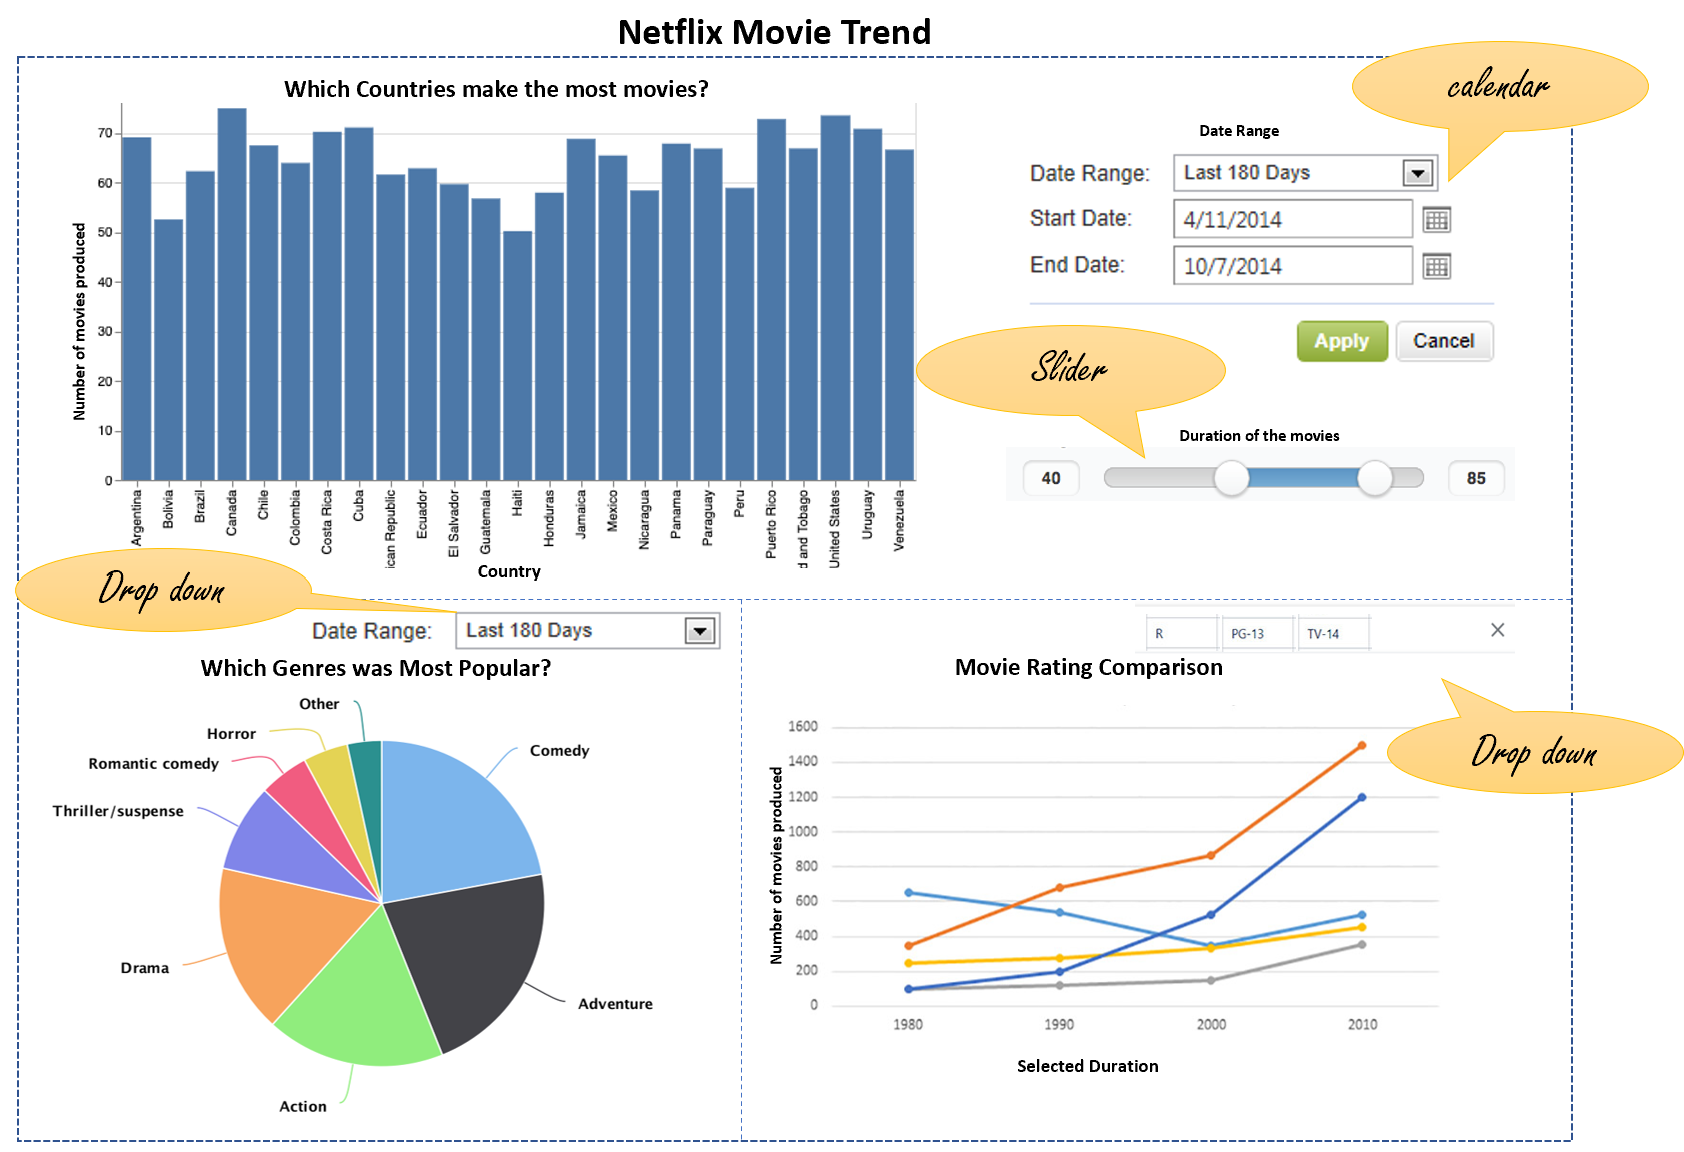 Netflix Movie Trend
Which Countries make the most movies?
calendar
Number of movies produced
70
60
50
40
30
20
10
0
Argentina
Bolivia
Brazil
Canada
Chile
Colombia
Costa Rica
Cuba
ican Republic
Ecuador
El Salvador
Guatemala
Haiti
Honduras
Jamaica
Mexico
Nicaragua
Panama
Paraguay
Peru
Puerto Rico
d and Tobago
United States
Uruguay
Venezuela
Country
Date Range
Date Range: Last 180 Days
Start Date: 4/11/2014
End Date: 10/7/2014
Apply Cancel
Slider
Duration of the movies
40 85
Drop down
Date Range: Last 180 Days
Which Genres was Most Popular?
Other
Horror
Romantic comedy
Thriller/suspense
Drama
Action
Comedy
Adventure
R PG-13 TV-14
Movie Rating Comparison
Drop down
Number of movies produced
1600
1400
1200
1000
800
600
400
200
0
1980 1990 2000 2010
Selected Duration